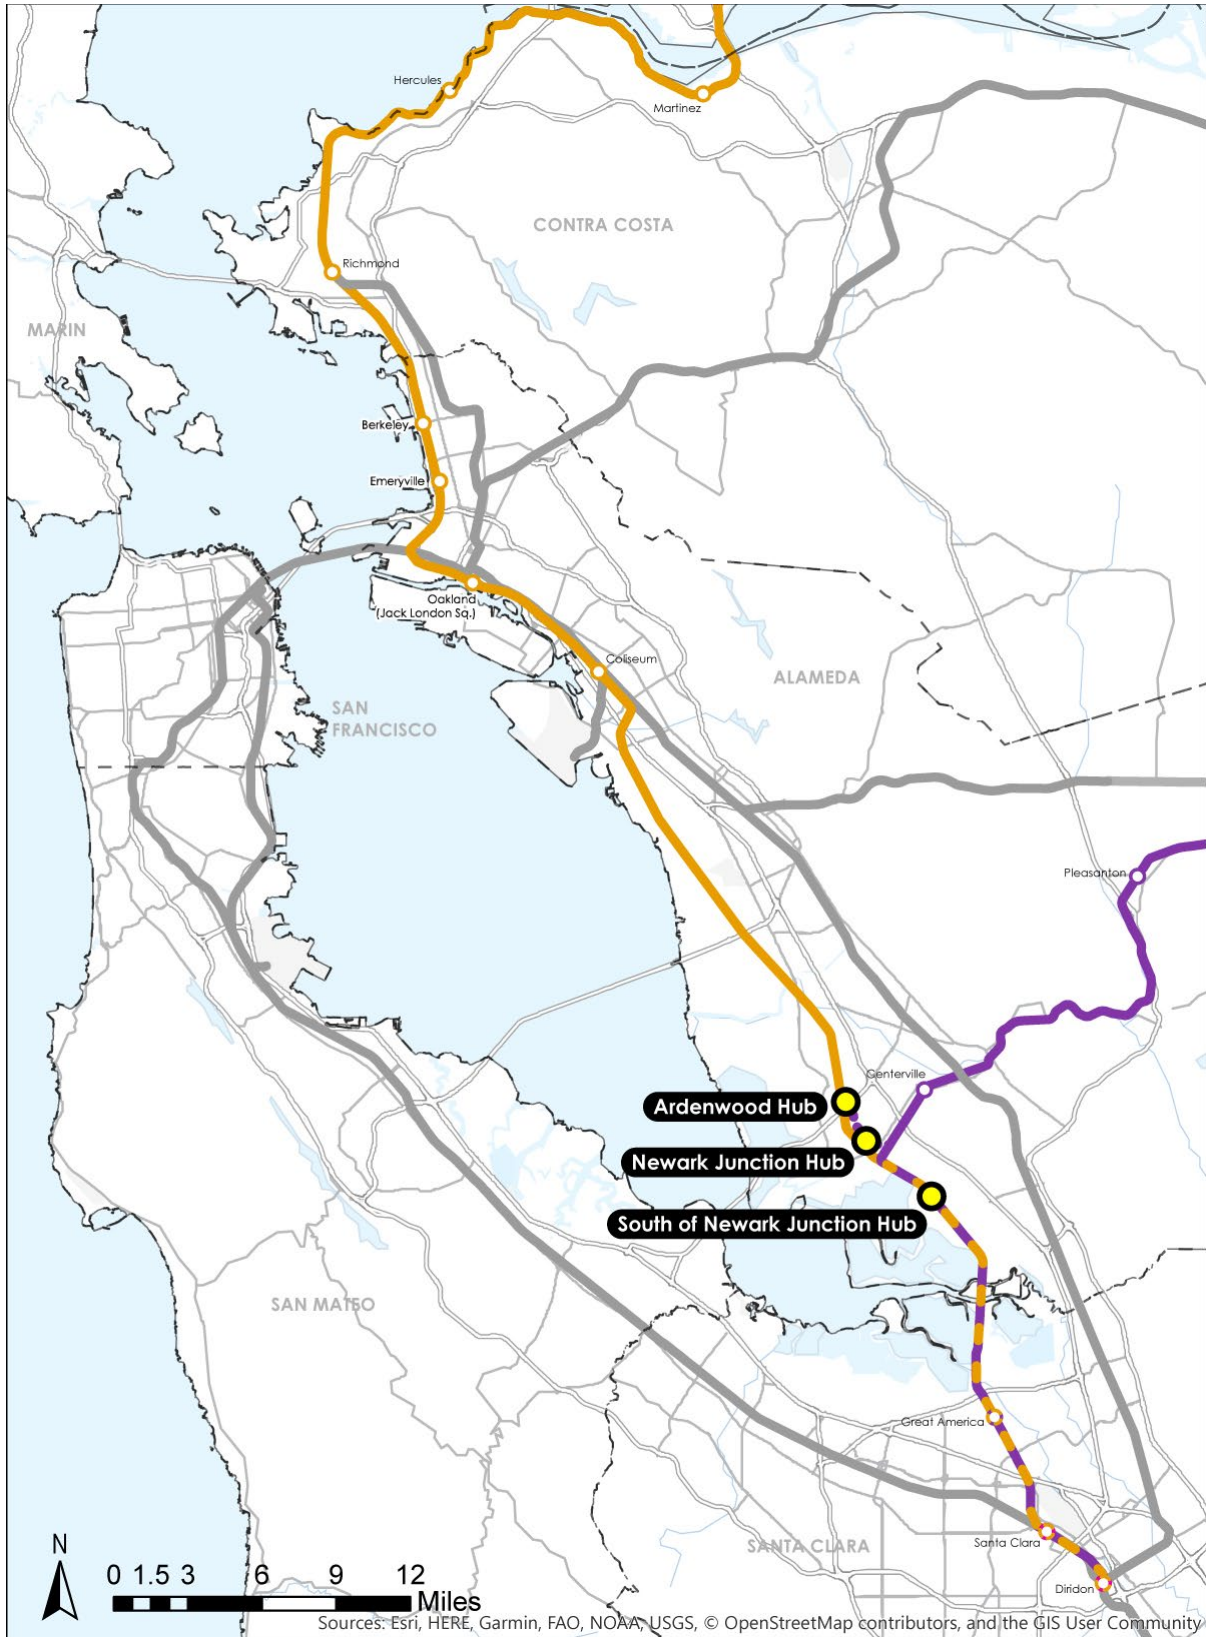 Hercules
Martinez
CONTRA COSTA
Richmond
MARIN
Berkeley
Emeryville
Oakland
(Jack London Sq.)
Coliseum
ALAMEDA
SAN
FRANCISCO
Pleasanton
Centerville
Ardenwood Hub
Newark Junction Hub
South of Newark Junction Hub
SAN MATEO
Great America
SANTA CLARA
Santa Clara
Diridon
N
0 1.5 3 6 9 12
Miles
Sources: Esri, HERE, Garmin, FAO, NOAA, USGS, © OpenStreetMap contributors, and the GIS User Community